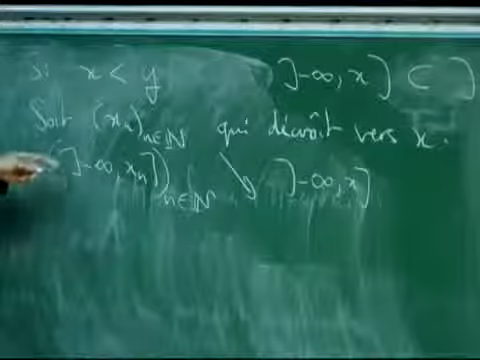 Si x < y ]-∞, x] ⊂ ]
Soit (xₙ)ₙ∈ℕ qui décroît vers x.
(]-∞, xₙ])ₙ∈ℕ ↘ ]-∞, x]